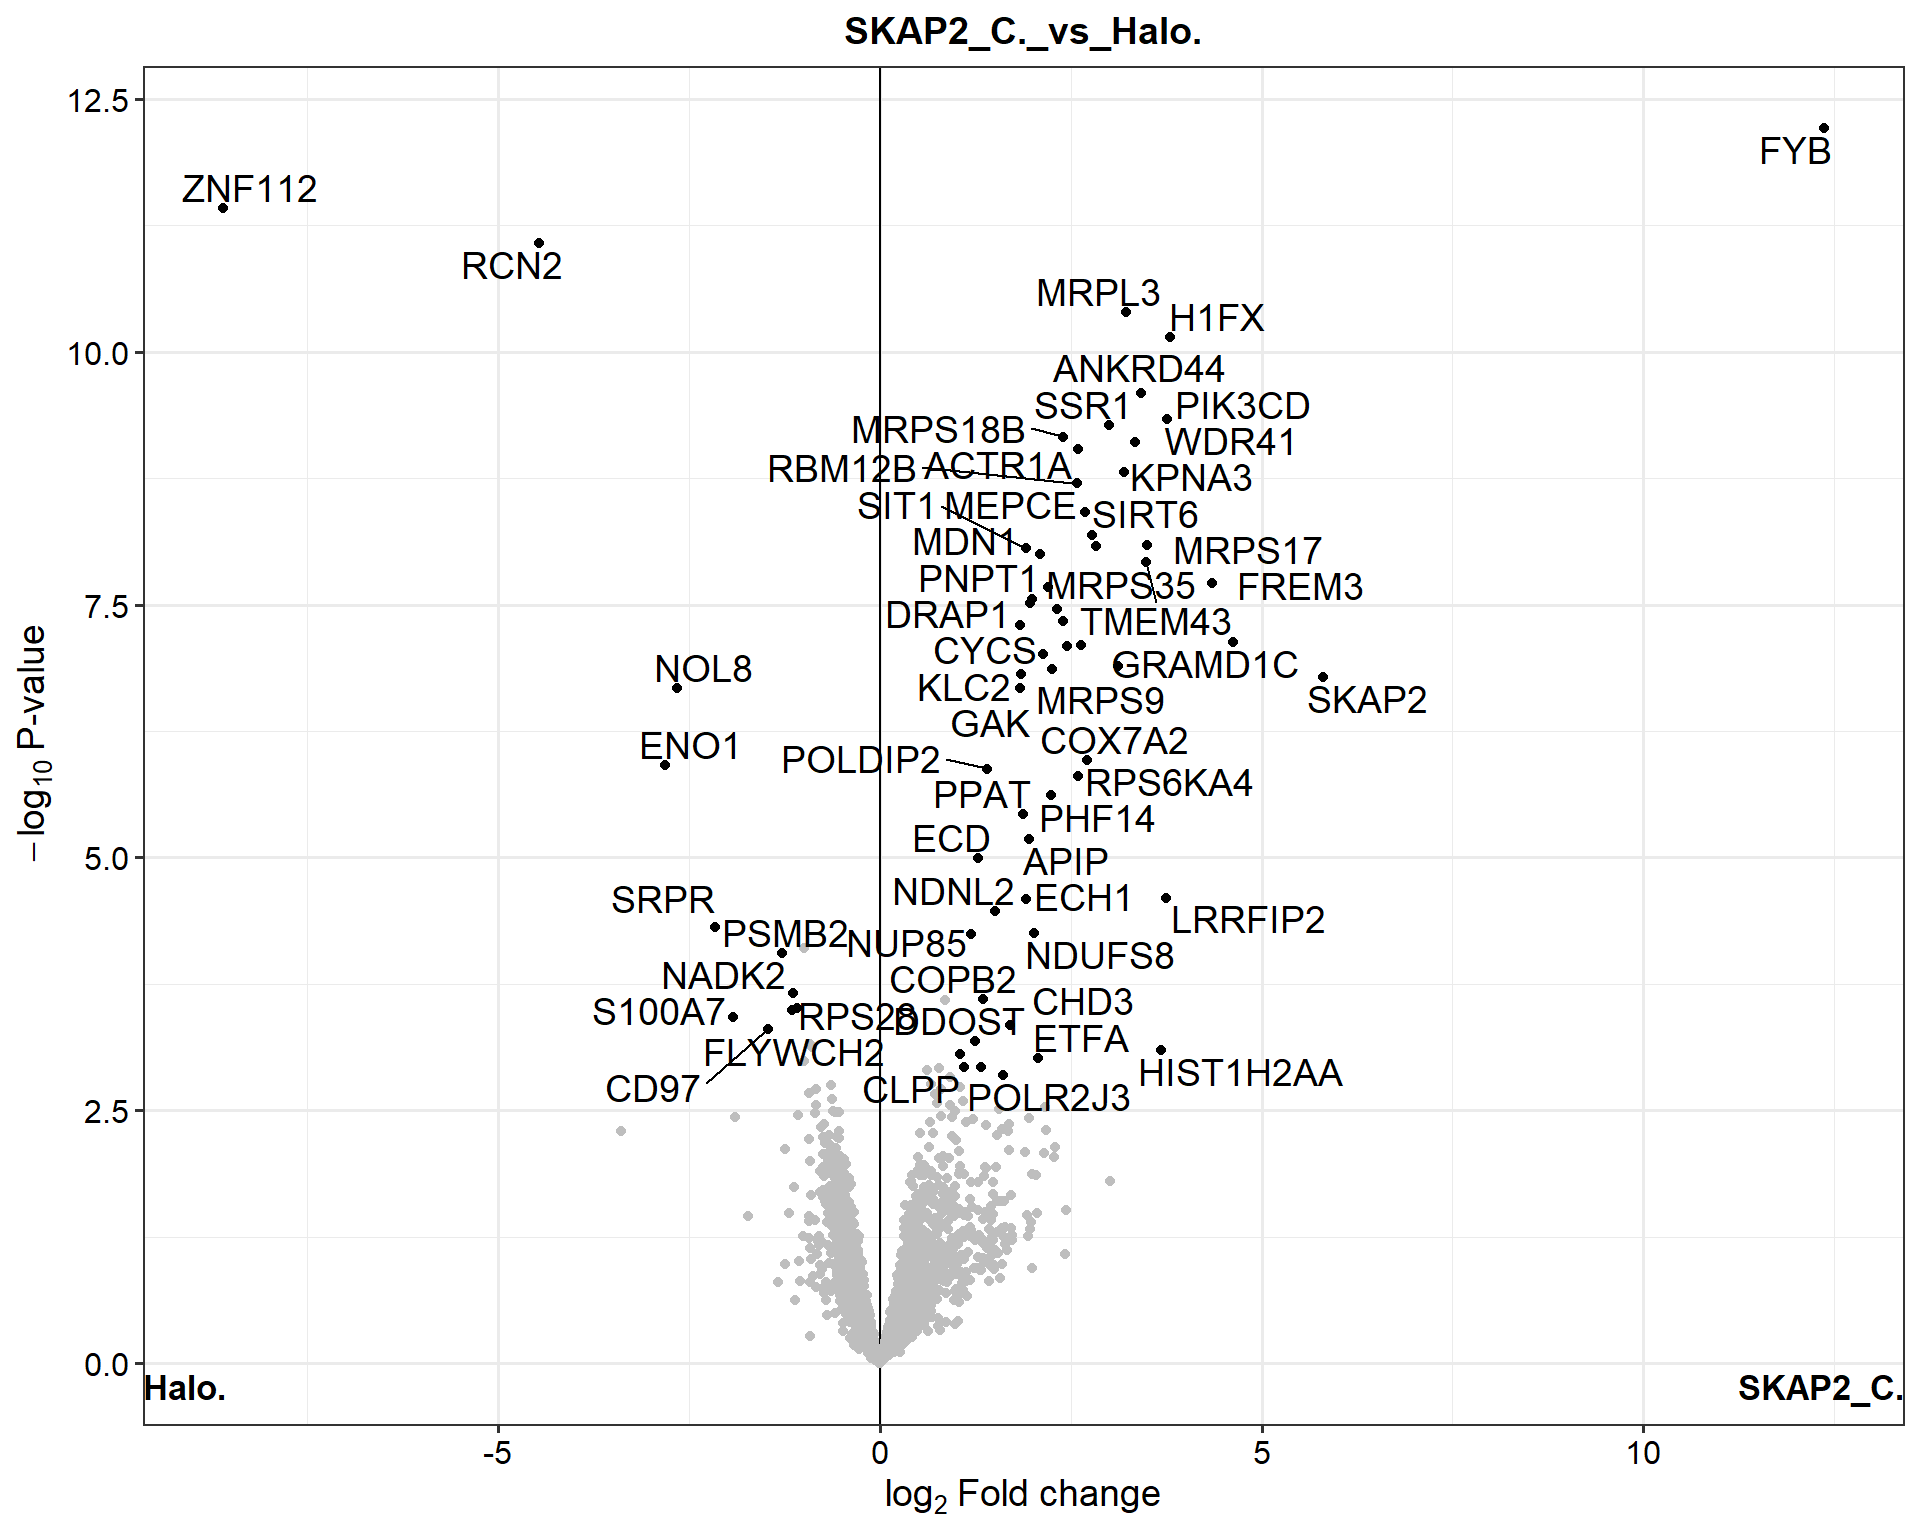 SKAP2_C._vs_Halo.
12.5
FYB
ZNF112
RCN2
MRPL3
H1FX
10.0
ANKRD44
SSR1
PIK3CD
MRPS18B
WDR41
RBM12B
ACTR1A
KPNA3
SIT1
MEPCE
SIRT6
MDN1
MRPS17
PNPT1
MRPS35
FREM3
7.5
DRAP1
TMEM43
CYCS
GRAMD1C
NOL8
KLC2
MRPS9
SKAP2
GAK
ENO1
COX7A2
POLDIP2
RPS6KA4
PPAT
PHF14
ECD
5.0
APIP
SRPR
NDNL2
ECH1
LRRFIP2
PSMB2
NUP85
NDUFS8
NADK2
COPB2
S100A7
RPS28
DDOST
CHD3
FLYWCH2
ETFA
CD97
CLPP
POLR2J3
HIST1H2AA
2.5
0.0
Halo.
SKAP2_C.
-5
0
5
10
log2 Fold change
−log10 P-value